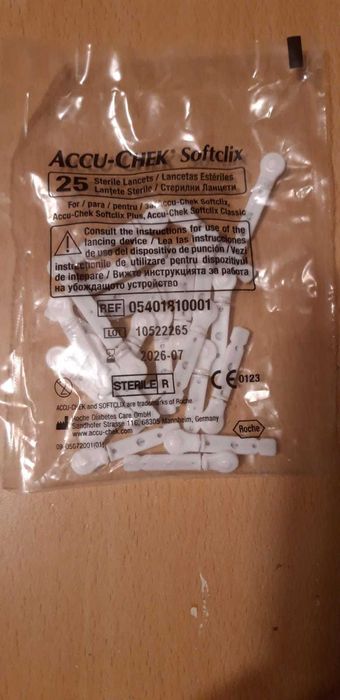 ACCU-CHEK® Softclix
25 Sterile Lancets / Lancetas Estériles
Lanțete Sterile / Стерилни Ланцети
For / para / pentru / за: Accu-Chek Softclix,
Accu-Chek Softclix Plus, Accu-Chek Softclix Classic
Consult the instructions for use of the
lancing device / Lea las instrucciones
de uso del dispositivo de punción / Vezi
instrucțiunile de utilizare pentru dispozitivul
de înțepare / Вижте инструкцията за работа
на убождащото устройство
REF 05401810001
LOT 10522265
2026-07
STERILE R
CE 0123
ACCU-CHEK and SOFTCLIX are trademarks of Roche.
Roche Diabetes Care GmbH
Sandhofer Strasse 116, 68305 Mannheim, Germany
www.accu-chek.com
Roche